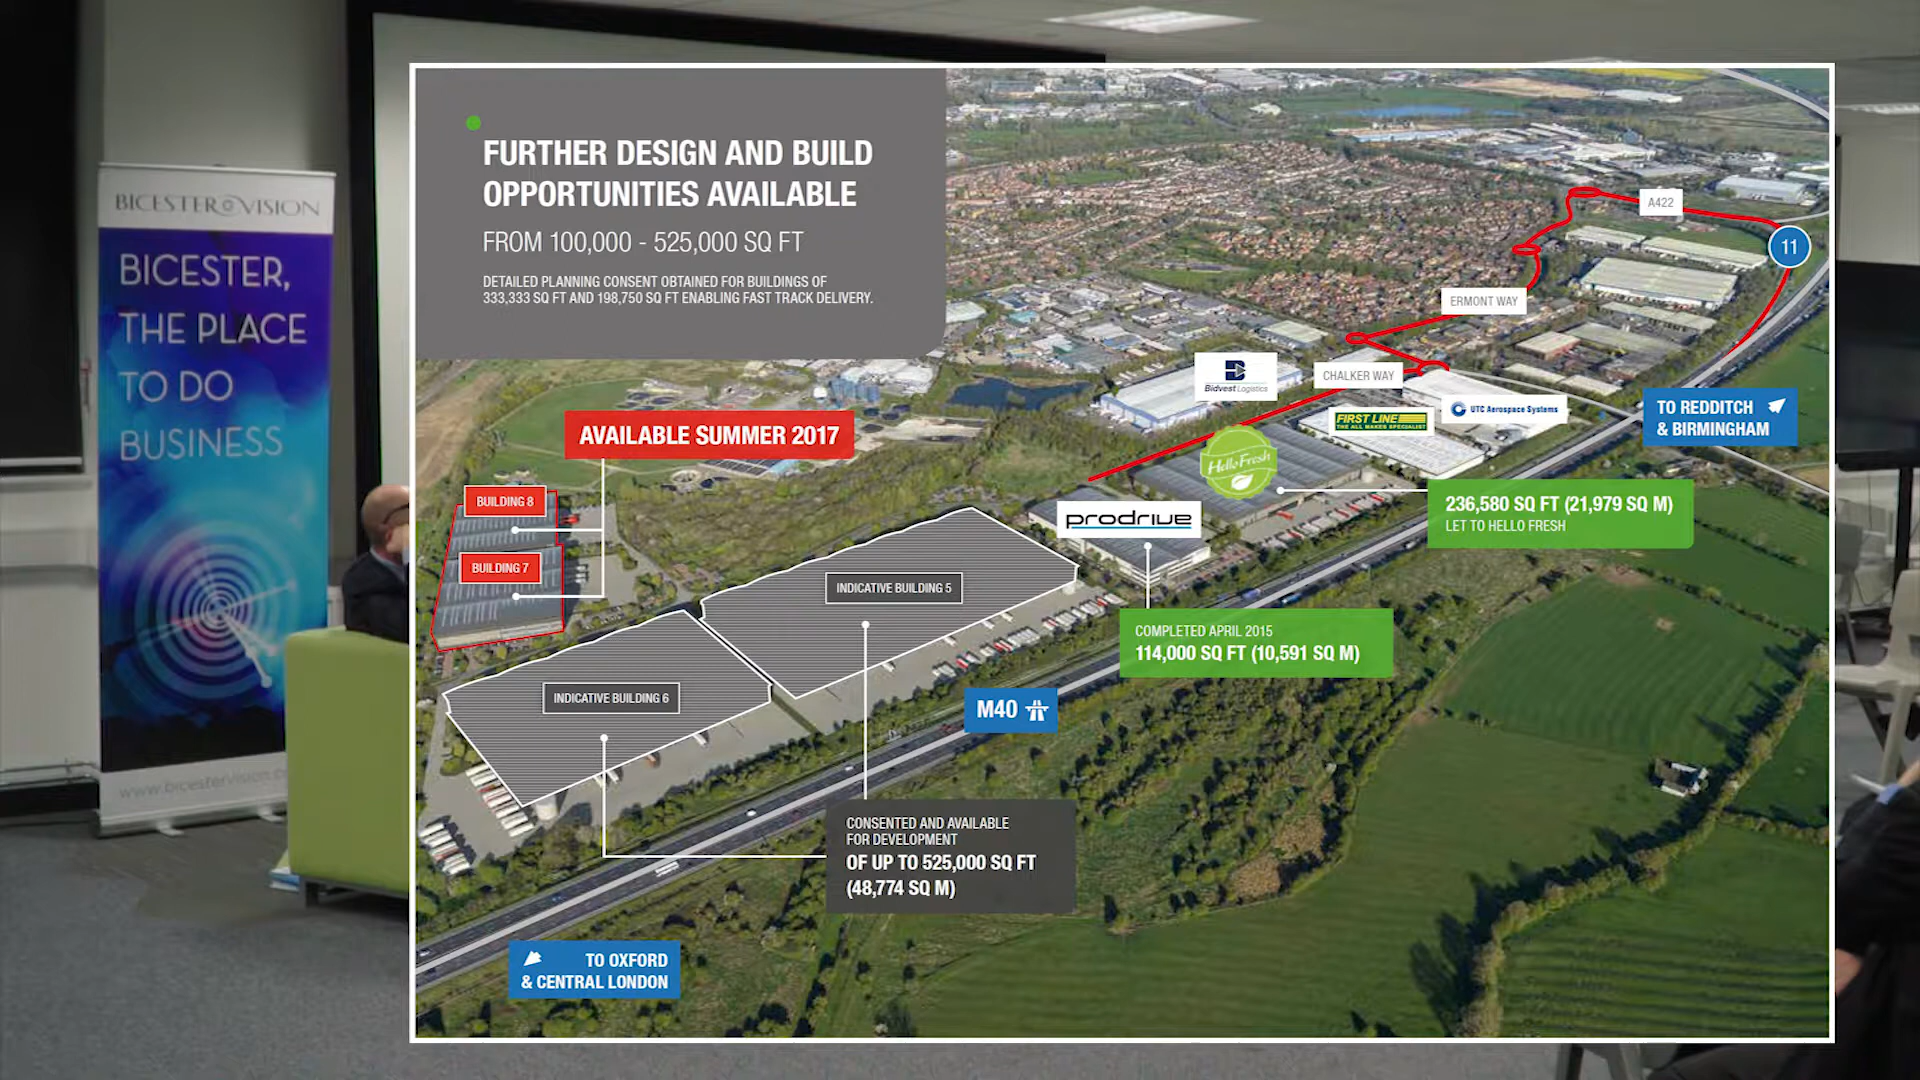 BICESTER VISION
BICESTER,
THE PLACE
TO DO
BUSINESS
FURTHER DESIGN AND BUILD
OPPORTUNITIES AVAILABLE
FROM 100,000 - 525,000 SQ FT
DETAILED PLANNING CONSENT OBTAINED FOR BUILDINGS OF
333,333 SQ FT AND 198,750 SQ FT ENABLING FAST TRACK DELIVERY.
A422
11
ERMONT WAY
CHALKER WAY
Bidvest Logistics
FIRST LINE
THE ALL MAKES SPECIALIST
UTC Aerospace Systems
TO REDDITCH
& BIRMINGHAM
AVAILABLE SUMMER 2017
HelloFresh
BUILDING 8
BUILDING 7
236,580 SQ FT (21,979 SQ M)
LET TO HELLO FRESH
prodrive
INDICATIVE BUILDING 5
COMPLETED APRIL 2015
114,000 SQ FT (10,591 SQ M)
INDICATIVE BUILDING 6
M40
CONSENTED AND AVAILABLE
FOR DEVELOPMENT
OF UP TO 525,000 SQ FT
(48,774 SQ M)
TO OXFORD
& CENTRAL LONDON